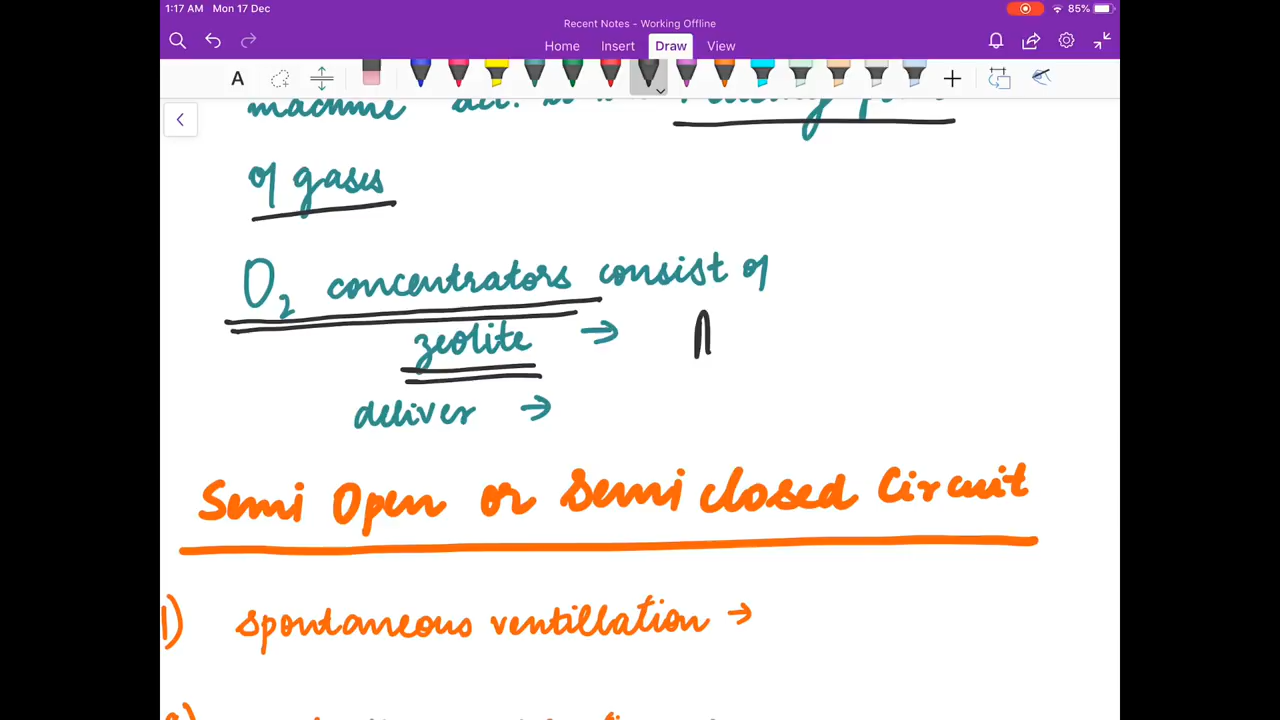 1:17 AM Mon 17 Dec
85%
Recent Notes - Working Offline
Home Insert Draw View
A
machine
of gases
O2 concentrators consist of
zeolite →
deliver →
Semi Open or Semi closed Circuit
1) spontaneous ventillation →